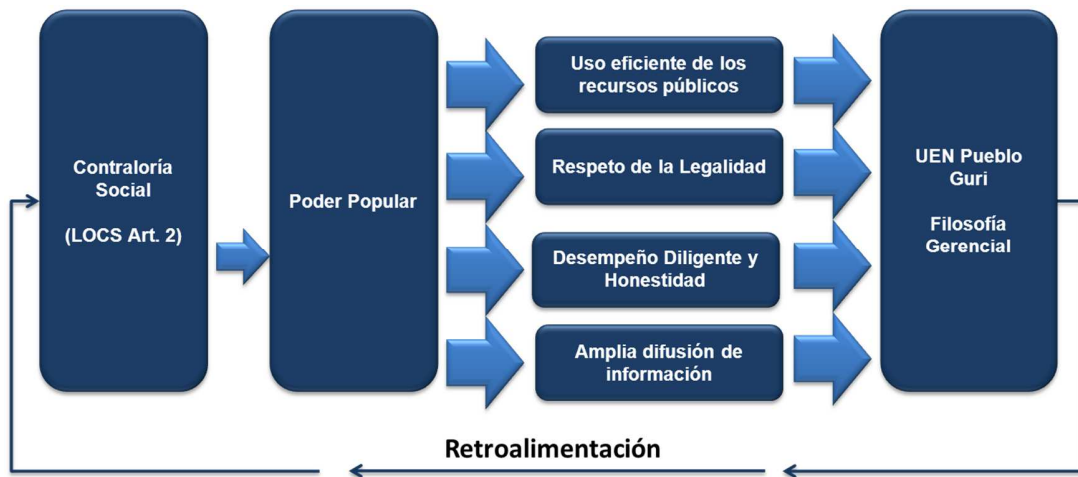 Contraloría
Social
(LOCS Art. 2)
Poder Popular
Uso eficiente de los
recursos públicos
Respeto de la Legalidad
Desempeño Diligente y
Honestidad
Amplia difusión de
información
UEN Pueblo
Guri
Filosofía
Gerencial
Retroalimentación